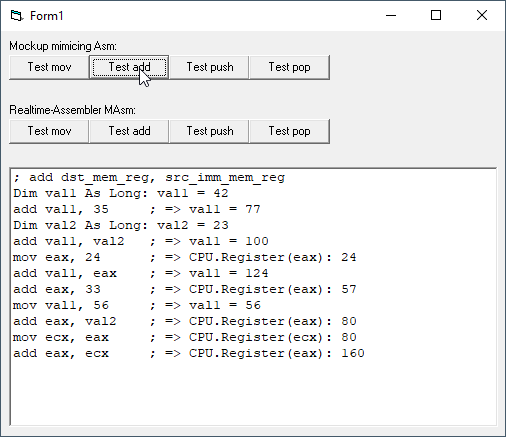 Form1
Mockup mimicing Asm:
Test mov Test add Test push Test pop
Realtime-Assembler MAsm:
Test mov Test add Test push Test pop
; add dst_mem_reg, src_imm_mem_reg
Dim val1 As Long: val1 = 42
add val1, 35     ; => val1 = 77
Dim val2 As Long: val2 = 23
add val1, val2   ; => val1 = 100
mov eax, 24      ; => CPU.Register(eax): 24
add val1, eax    ; => val1 = 124
add eax, 33      ; => CPU.Register(eax): 57
mov val1, 56     ; => val1 = 56
add eax, val2    ; => CPU.Register(eax): 80
mov ecx, eax     ; => CPU.Register(ecx): 80
add eax, ecx     ; => CPU.Register(eax): 160